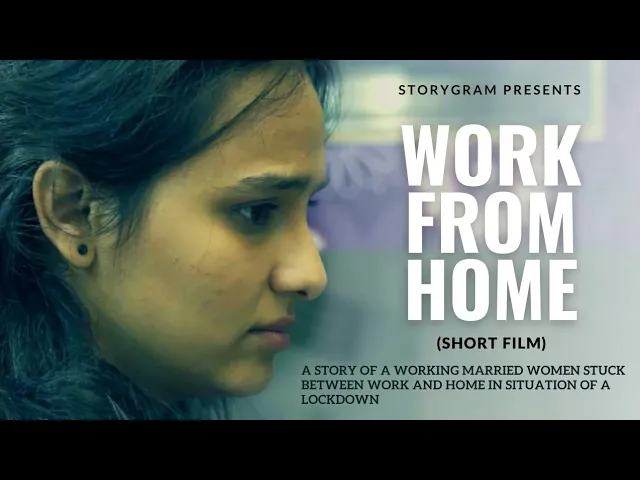 STORYGRAM PRESENTS
WORK
FROM
HOME
(SHORT FILM)
A STORY OF A WORKING MARRIED WOMEN STUCK
BETWEEN WORK AND HOME IN SITUATION OF A
LOCKDOWN